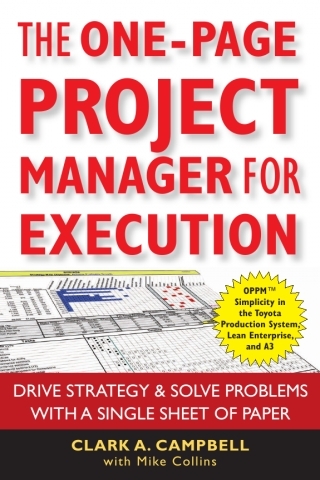 THE ONE-PAGE
PROJECT
MANAGER FOR
EXECUTION
OPPM™
Simplicity in
the Toyota
Production System,
Lean Enterprise,
and A3
DRIVE STRATEGY & SOLVE PROBLEMS
WITH A SINGLE SHEET OF PAPER
CLARK A. CAMPBELL
with Mike Collins